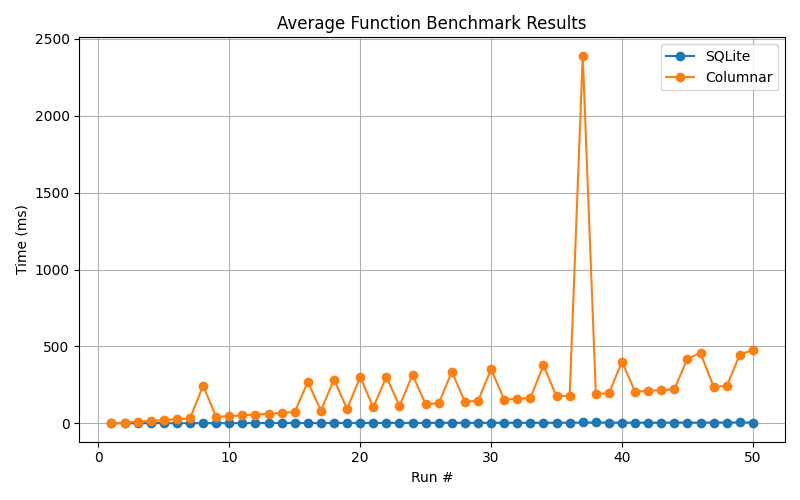 Average Function Benchmark Results
SQLite
Columnar
Time (ms)
2500
2000
1500
1000
500
0
0 10 20 30 40 50
Run #